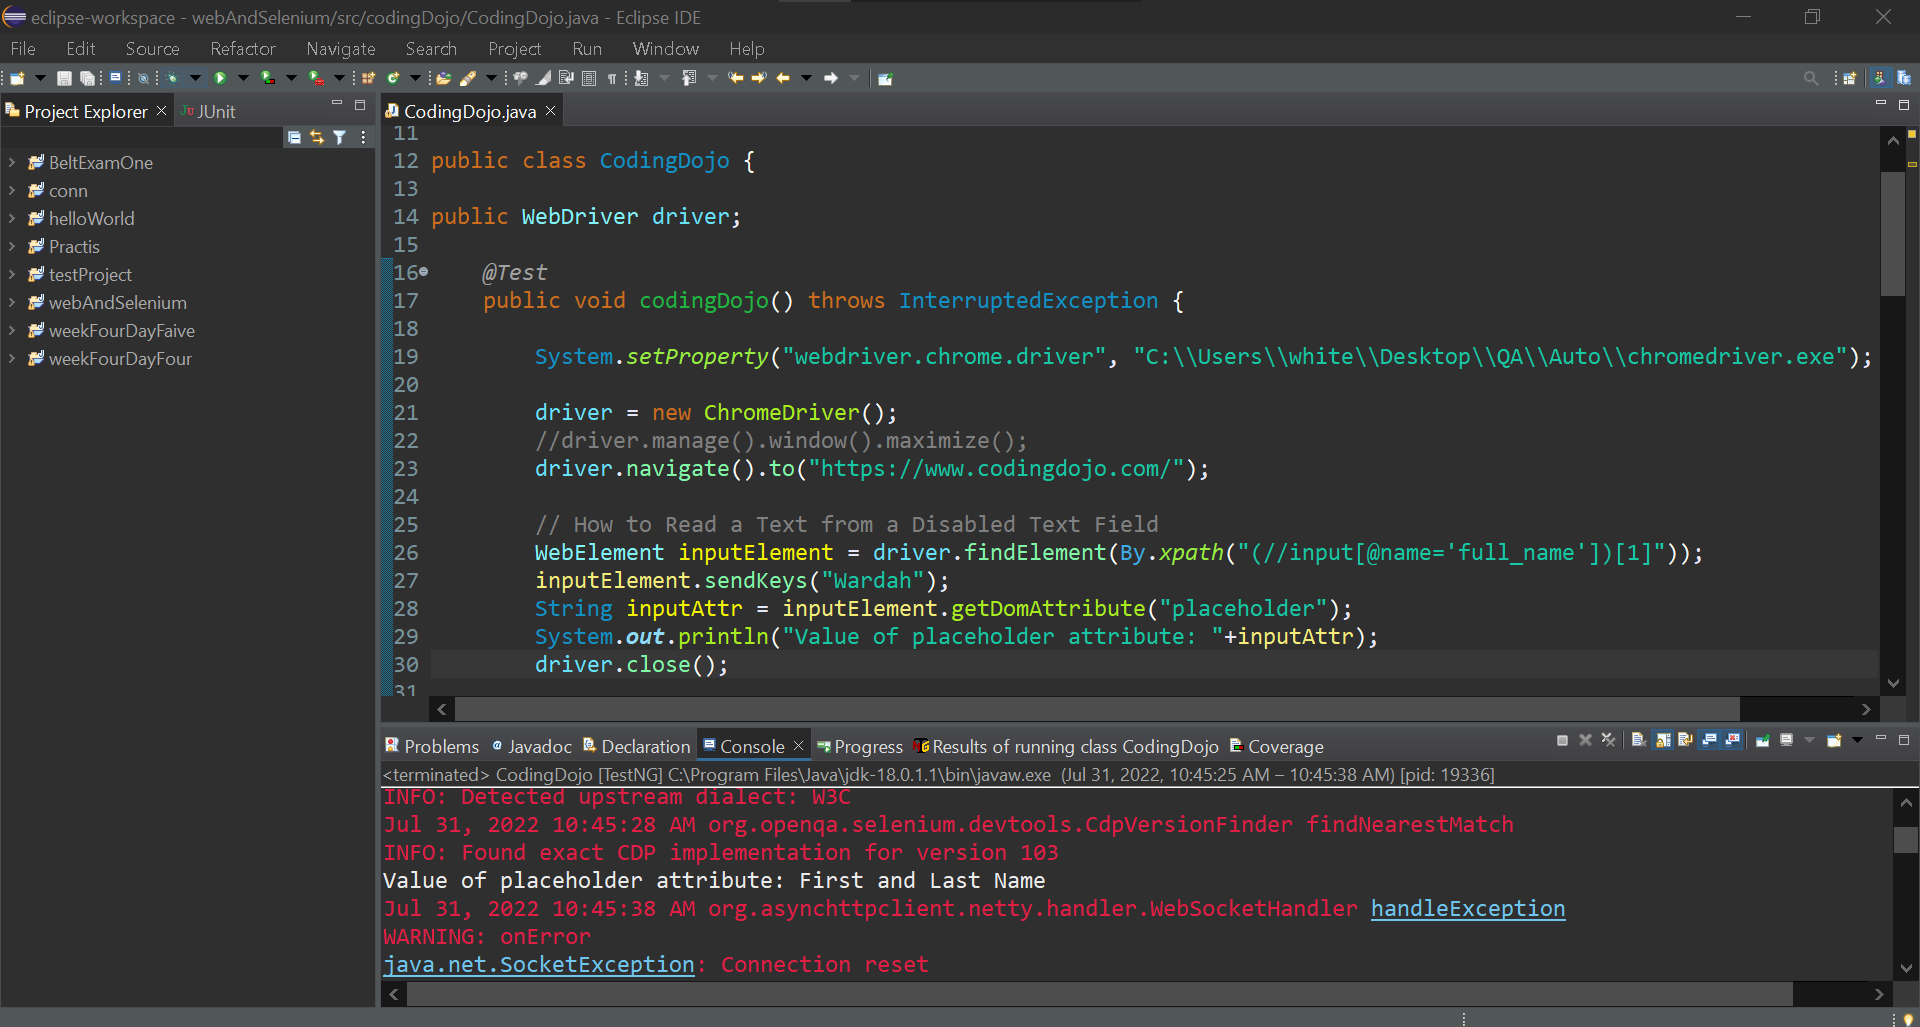 eclipse-workspace - webAndSelenium/src/codingDojo/CodingDojo.java - Eclipse IDE
File Edit Source Refactor Navigate Search Project Run Window Help
Project Explorer JUnit
BeltExamOne
conn
helloWorld
Practis
testProject
webAndSelenium
weekFourDayFaive
weekFourDayFour
CodingDojo.java
11
12 public class CodingDojo {
13
14 public WebDriver driver;
15
16 @Test
17 public void codingDojo() throws InterruptedException {
18
19 System.setProperty("webdriver.chrome.driver", "C:\\Users\\white\\Desktop\\QA\\Auto\\chromedriver.exe");
20
21 driver = new ChromeDriver();
22 //driver.manage().window().maximize();
23 driver.navigate().to("https://www.codingdojo.com/");
24
25 // How to Read a Text from a Disabled Text Field
26 WebElement inputElement = driver.findElement(By.xpath("(//input[@name='full_name'])[1]"));
27 inputElement.sendKeys("Wardah");
28 String inputAttr = inputElement.getDomAttribute("placeholder");
29 System.out.println("Value of placeholder attribute: "+inputAttr);
30 driver.close();
31
Problems @ Javadoc Declaration Console Progress Results of running class CodingDojo Coverage
<terminated> CodingDojo [TestNG] C:\Program Files\Java\jdk-18.0.1.1\bin\javaw.exe (Jul 31, 2022, 10:45:25 AM – 10:45:38 AM) [pid: 19336]
INFO: Detected upstream dialect: W3C
Jul 31, 2022 10:45:28 AM org.openqa.selenium.devtools.CdpVersionFinder findNearestMatch
INFO: Found exact CDP implementation for version 103
Value of placeholder attribute: First and Last Name
Jul 31, 2022 10:45:38 AM org.asynchttpclient.netty.handler.WebSocketHandler handleException
WARNING: onError
java.net.SocketException: Connection reset